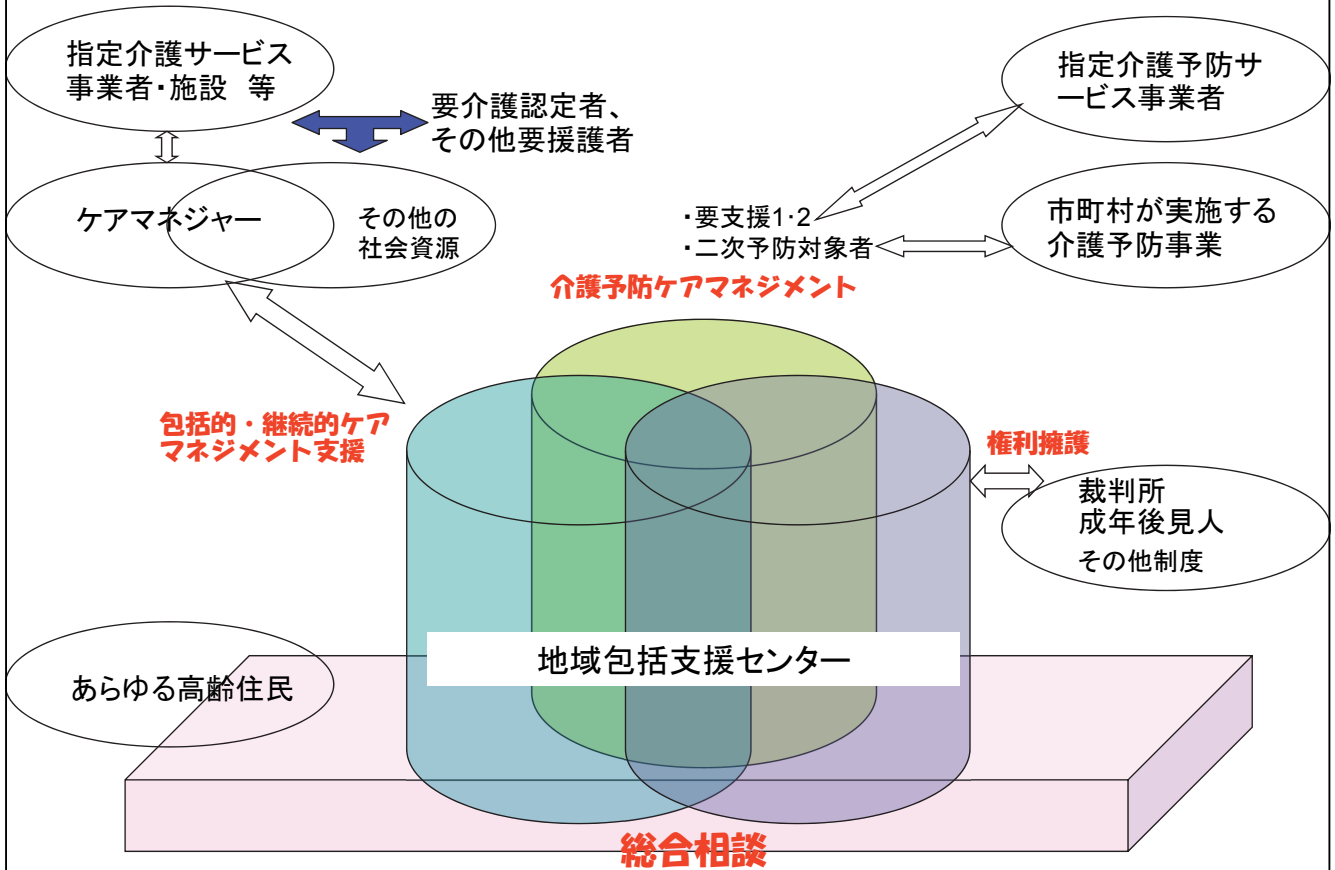 指定介護サービス
事業者・施設 等
要介護認定者、
その他要援護者
ケアマネジャー
その他の
社会資源
指定介護予防サ
ービス事業者
・要支援1・2
・二次予防対象者
市町村が実施する
介護予防事業
介護予防ケアマネジメント
包括的・継続的ケア
マネジメント支援
権利擁護
裁判所
成年後見人
その他制度
地域包括支援センター
あらゆる高齢住民
総合相談